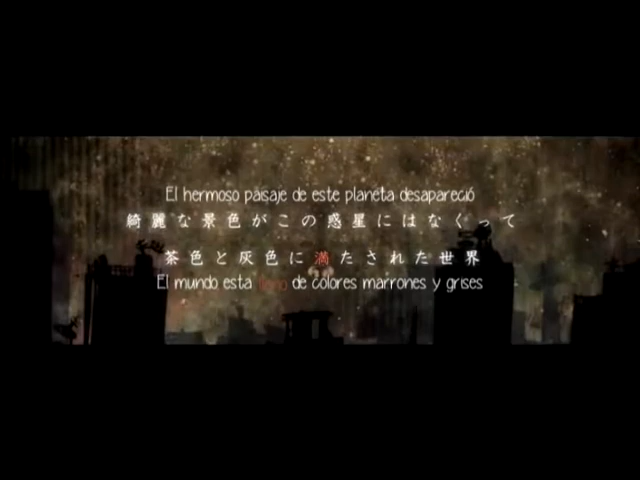 El hermoso paisaje de este planeta desapareció
綺麗な景色がこの惑星にはなくって
茶色と灰色に満たされた世界
El mundo esta lleno de colores marrones y grises